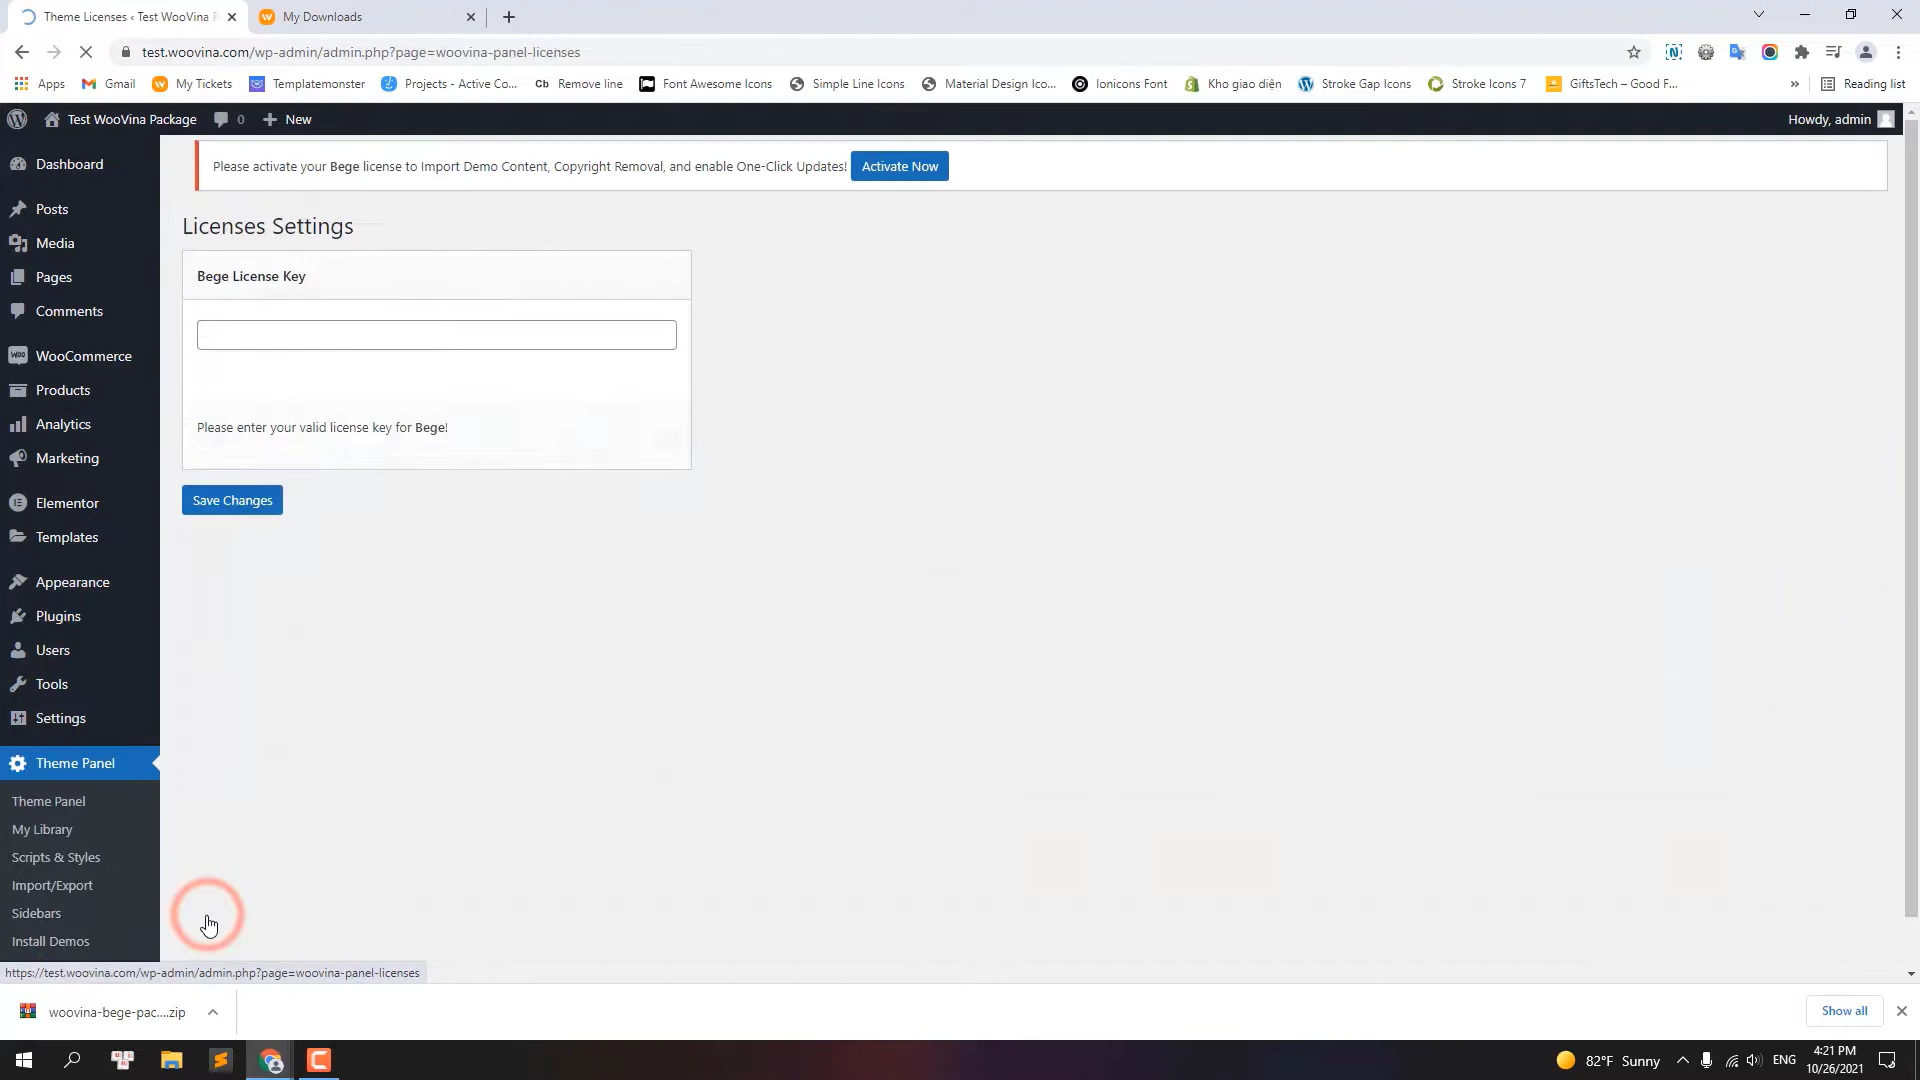 Theme Licenses ‹ Test WooVina P
My Downloads
test.woovina.com/wp-admin/admin.php?page=woovina-panel-licenses
Apps
Gmail
My Tickets
Templatemonster
Projects - Active Co...
Cb Remove line
Font Awesome Icons
Simple Line Icons
Material Design Ico...
Ionicons Font
Kho giao diện
Stroke Gap Icons
Stroke Icons 7
GiftsTech – Good F...
»
Reading list
Test WooVina Package
0
New
Howdy, admin
Dashboard
Posts
Media
Pages
Comments
WooCommerce
Products
Analytics
Marketing
Elementor
Templates
Appearance
Plugins
Users
Tools
Settings
Theme Panel
Theme Panel
My Library
Scripts & Styles
Import/Export
Sidebars
Install Demos
Please activate your Bege license to Import Demo Content, Copyright Removal, and enable One-Click Updates! Activate Now
Licenses Settings
Bege License Key
Please enter your valid license key for Bege!
Save Changes
https://test.woovina.com/wp-admin/admin.php?page=woovina-panel-licenses
woovina-bege-pac....zip
Show all
82°F Sunny
ENG
4:21 PM
10/26/2021